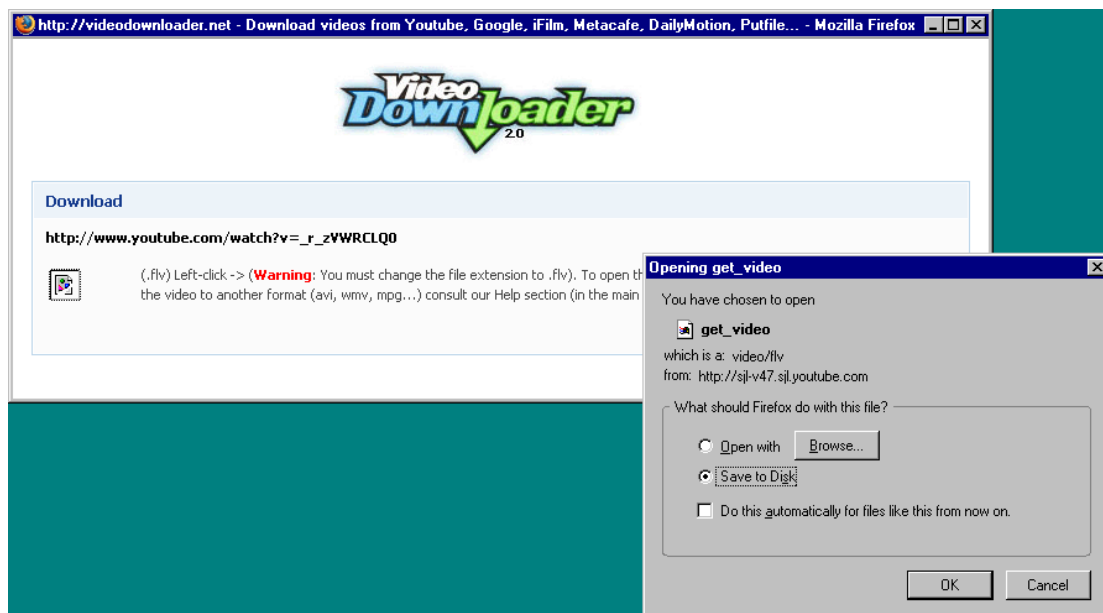 http://videodownloader.net - Download videos from Youtube, Google, iFilm, Metacafe, DailyMotion, Putfile... - Mozilla Firefox
Video
Downloader
2.0
Download
http://www.youtube.com/watch?v=_r_zVWRCLQ0
(.flv) Left-click -> (Warning: You must change the file extension to .flv). To open th
the video to another format (avi, wmv, mpg...) consult our Help section (in the main
Opening get_video
You have chosen to open
get_video
which is a: video/flv
from: http://sjl-v47.sjl.youtube.com
What should Firefox do with this file?
Open with Browse...
Save to Disk
Do this automatically for files like this from now on.
OK Cancel